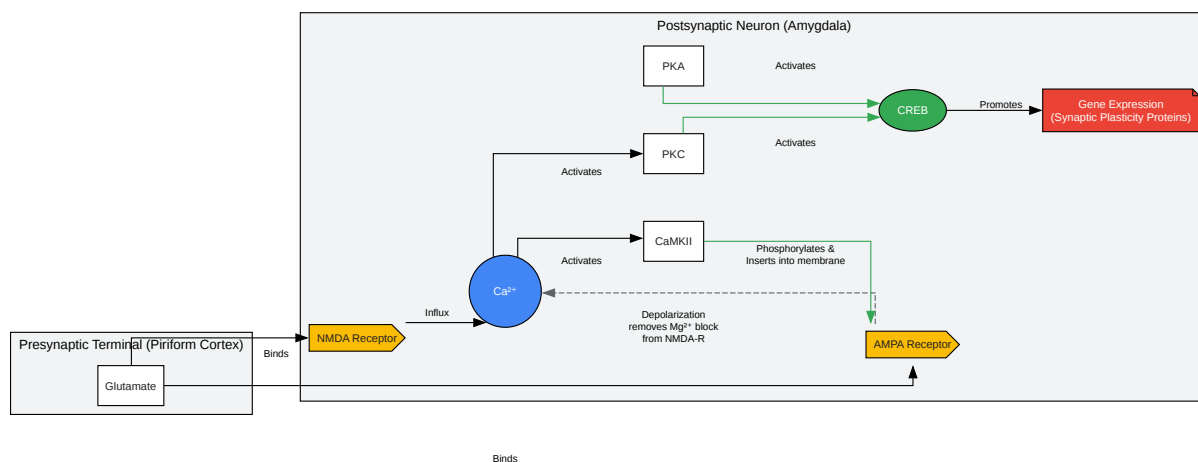 Postsynaptic Neuron (Amygdala)
PKA
Activates
CREB
Promotes
Gene Expression
(Synaptic Plasticity Proteins)
Activates
PKC
Activates
CaMKII
Phosphorylates &
Inserts into membrane
Activates
Ca²⁺
Influx
Depolarization
removes Mg²⁺ block
from NMDA-R
NMDA Receptor
AMPA Receptor
Presynaptic Terminal (Piriform Cortex)
Binds
Glutamate
Binds